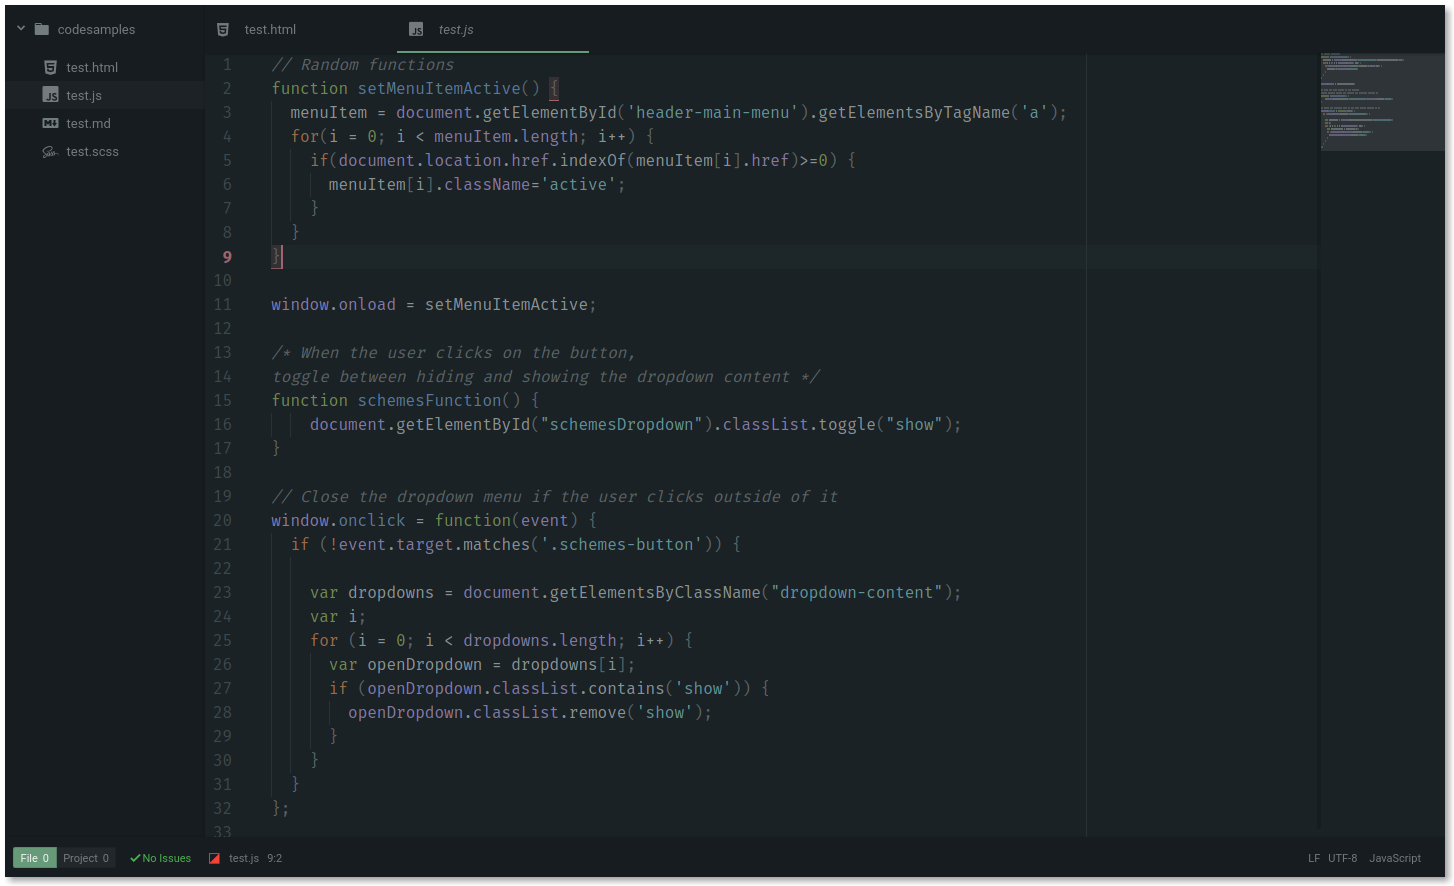 codesamples
test.html
test.js
test.html
test.js
test.md
test.scss
1 // Random functions
2 function setMenuItemActive() {
3   menuItem = document.getElementById('header-main-menu').getElementsByTagName('a');
4   for(i = 0; i < menuItem.length; i++) {
5     if(document.location.href.indexOf(menuItem[i].href)>=0) {
6       menuItem[i].className='active';
7     }
8   }
9 }
10
11 window.onload = setMenuItemActive;
12
13 /* When the user clicks on the button,
14 toggle between hiding and showing the dropdown content */
15 function schemesFunction() {
16     document.getElementById("schemesDropdown").classList.toggle("show");
17 }
18
19 // Close the dropdown menu if the user clicks outside of it
20 window.onclick = function(event) {
21   if (!event.target.matches('.schemes-button')) {
22
23     var dropdowns = document.getElementsByClassName("dropdown-content");
24     var i;
25     for (i = 0; i < dropdowns.length; i++) {
26       var openDropdown = dropdowns[i];
27       if (openDropdown.classList.contains('show')) {
28         openDropdown.classList.remove('show');
29       }
30     }
31   }
32 };
33
File 0 Project 0 No Issues test.js 9:2 LF UTF-8 JavaScript